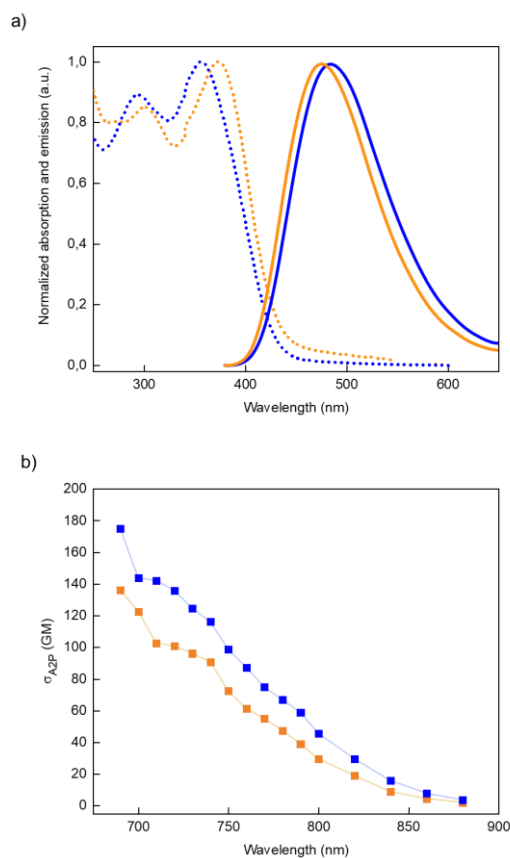 a)
Normalized absorption and emission (a.u.)
1,0
0,8
0,6
0,4
0,2
0,0
300 400 500 600
Wavelength (nm)
b)
σA2P (GM)
200
180
160
140
120
100
80
60
40
20
0
700 750 800 850 900
Wavelength (nm)